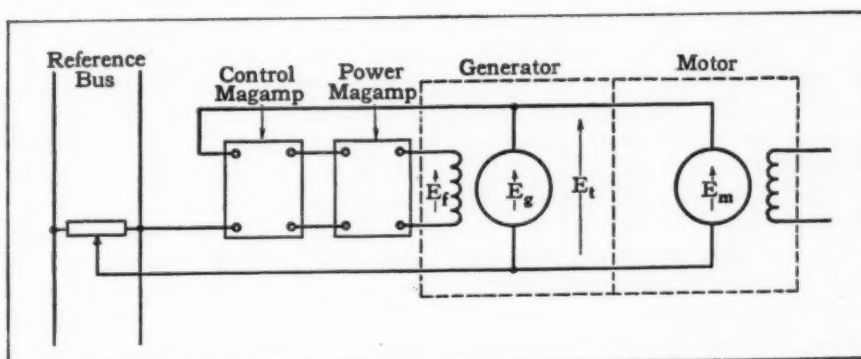 Reference
Bus
Control
Magamp
Power
Magamp
Generator
Motor
E_f
E_g
E_t
E_m